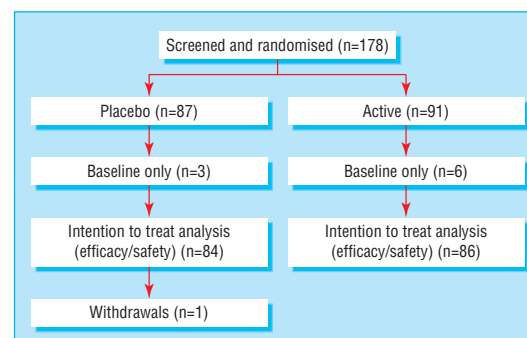 Screened and randomised (n=178)
Placebo (n=87)
Active (n=91)
Baseline only (n=3)
Baseline only (n=6)
Intention to treat analysis
(efficacy/safety) (n=84)
Intention to treat analysis
(efficacy/safety) (n=86)
Withdrawals (n=1)